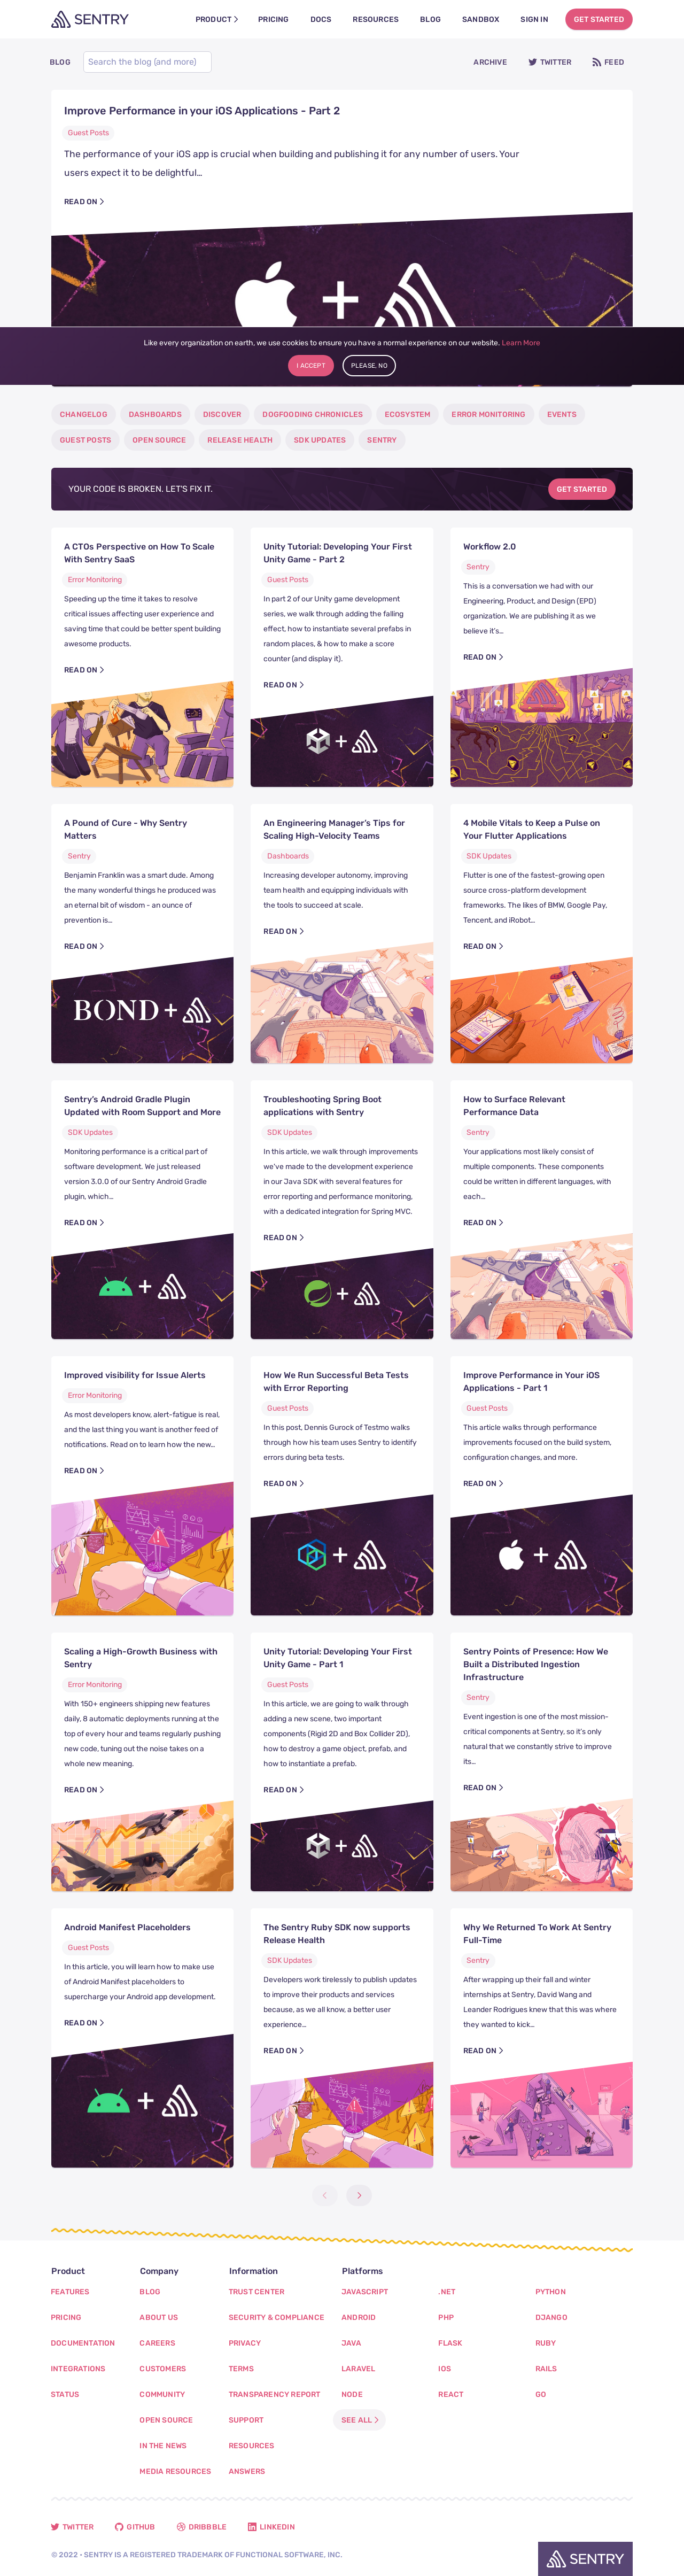 SENTRY
PRODUCT
PRICING
DOCS
RESOURCES
BLOG
SANDBOX
SIGN IN
GET STARTED
BLOG
Search the blog (and more)
ARCHIVE
TWITTER
FEED
Improve Performance in your iOS Applications - Part 2
Guest Posts
The performance of your iOS app is crucial when building and publishing it for any number of users. Your
users expect it to be delightful…
READ ON
Like every organization on earth, we use cookies to ensure you have a normal experience on our website. Learn More
I ACCEPT
PLEASE, NO
CHANGELOG
DASHBOARDS
DISCOVER
DOGFOODING CHRONICLES
ECOSYSTEM
ERROR MONITORING
EVENTS
GUEST POSTS
OPEN SOURCE
RELEASE HEALTH
SDK UPDATES
SENTRY
YOUR CODE IS BROKEN. LET'S FIX IT.
GET STARTED
A CTOs Perspective on How To Scale
With Sentry SaaS
Error Monitoring
Speeding up the time it takes to resolve
critical issues affecting user experience and
saving time that could be better spent building
awesome products.
READ ON
Unity Tutorial: Developing Your First
Unity Game - Part 2
Guest Posts
In part 2 of our Unity game development
series, we walk through adding the falling
effect, how to instantiate several prefabs in
random places, & how to make a score
counter (and display it).
READ ON
Workflow 2.0
Sentry
This is a conversation we had with our
Engineering, Product, and Design (EPD)
organization. We are publishing it as we
believe it's…
READ ON
A Pound of Cure - Why Sentry
Matters
Sentry
Benjamin Franklin was a smart dude. Among
the many wonderful things he produced was
an eternal bit of wisdom - an ounce of
prevention is…
READ ON
BOND +
An Engineering Manager's Tips for
Scaling High-Velocity Teams
Dashboards
Increasing developer autonomy, improving
team health and equipping individuals with
the tools to succeed at scale.
READ ON
4 Mobile Vitals to Keep a Pulse on
Your Flutter Applications
SDK Updates
Flutter is one of the fastest-growing open
source cross-platform development
frameworks. The likes of BMW, Google Pay,
Tencent, and iRobot…
READ ON
Sentry's Android Gradle Plugin
Updated with Room Support and More
SDK Updates
Monitoring performance is a critical part of
software development. We just released
version 3.0.0 of our Sentry Android Gradle
plugin, which…
READ ON
Troubleshooting Spring Boot
applications with Sentry
SDK Updates
In this article, we walk through improvements
we've made to the development experience
in our Java SDK with several features for
error reporting and performance monitoring,
with a dedicated integration for Spring MVC.
READ ON
How to Surface Relevant
Performance Data
Sentry
Your applications most likely consist of
multiple components. These components
could be written in different languages, with
each…
READ ON
Improved visibility for Issue Alerts
Error Monitoring
As most developers know, alert-fatigue is real,
and the last thing you want is another feed of
notifications. Read on to learn how the new…
READ ON
How We Run Successful Beta Tests
with Error Reporting
Guest Posts
In this post, Dennis Gurock of Testmo walks
through how his team uses Sentry to identify
errors during beta tests.
READ ON
Improve Performance in Your iOS
Applications - Part 1
Guest Posts
This article walks through performance
improvements focused on the build system,
configuration changes, and more.
READ ON
Scaling a High-Growth Business with
Sentry
Error Monitoring
With 150+ engineers shipping new features
daily, 8 automatic deployments running at the
top of every hour and teams regularly pushing
new code, tuning out the noise takes on a
whole new meaning.
READ ON
Unity Tutorial: Developing Your First
Unity Game - Part 1
Guest Posts
In this article, we are going to walk through
adding a new scene, two important
components (Rigid 2D and Box Collider 2D),
how to destroy a game object, prefab, and
how to instantiate a prefab.
READ ON
Sentry Points of Presence: How We
Built a Distributed Ingestion
Infrastructure
Sentry
Event ingestion is one of the most mission-
critical components at Sentry, so it's only
natural that we constantly strive to improve
its…
READ ON
Android Manifest Placeholders
Guest Posts
In this article, you will learn how to make use
of Android Manifest placeholders to
supercharge your Android app development.
READ ON
The Sentry Ruby SDK now supports
Release Health
SDK Updates
Developers work tirelessly to publish updates
to improve their products and services
because, as we all know, a better user
experience…
READ ON
Why We Returned To Work At Sentry
Full-Time
Sentry
After wrapping up their fall and winter
internships at Sentry, David Wang and
Leander Rodrigues knew that this was where
they wanted to kick…
READ ON
Product
FEATURES
PRICING
DOCUMENTATION
INTEGRATIONS
STATUS
Company
BLOG
ABOUT US
CAREERS
CUSTOMERS
COMMUNITY
OPEN SOURCE
IN THE NEWS
MEDIA RESOURCES
Information
TRUST CENTER
SECURITY & COMPLIANCE
PRIVACY
TERMS
TRANSPARENCY REPORT
SUPPORT
RESOURCES
ANSWERS
Platforms
JAVASCRIPT
ANDROID
JAVA
LARAVEL
NODE
SEE ALL
.NET
PHP
FLASK
IOS
REACT
PYTHON
DJANGO
RUBY
RAILS
GO
TWITTER
GITHUB
DRIBBBLE
LINKEDIN
© 2022 • SENTRY IS A REGISTERED TRADEMARK OF FUNCTIONAL SOFTWARE, INC.
SENTRY